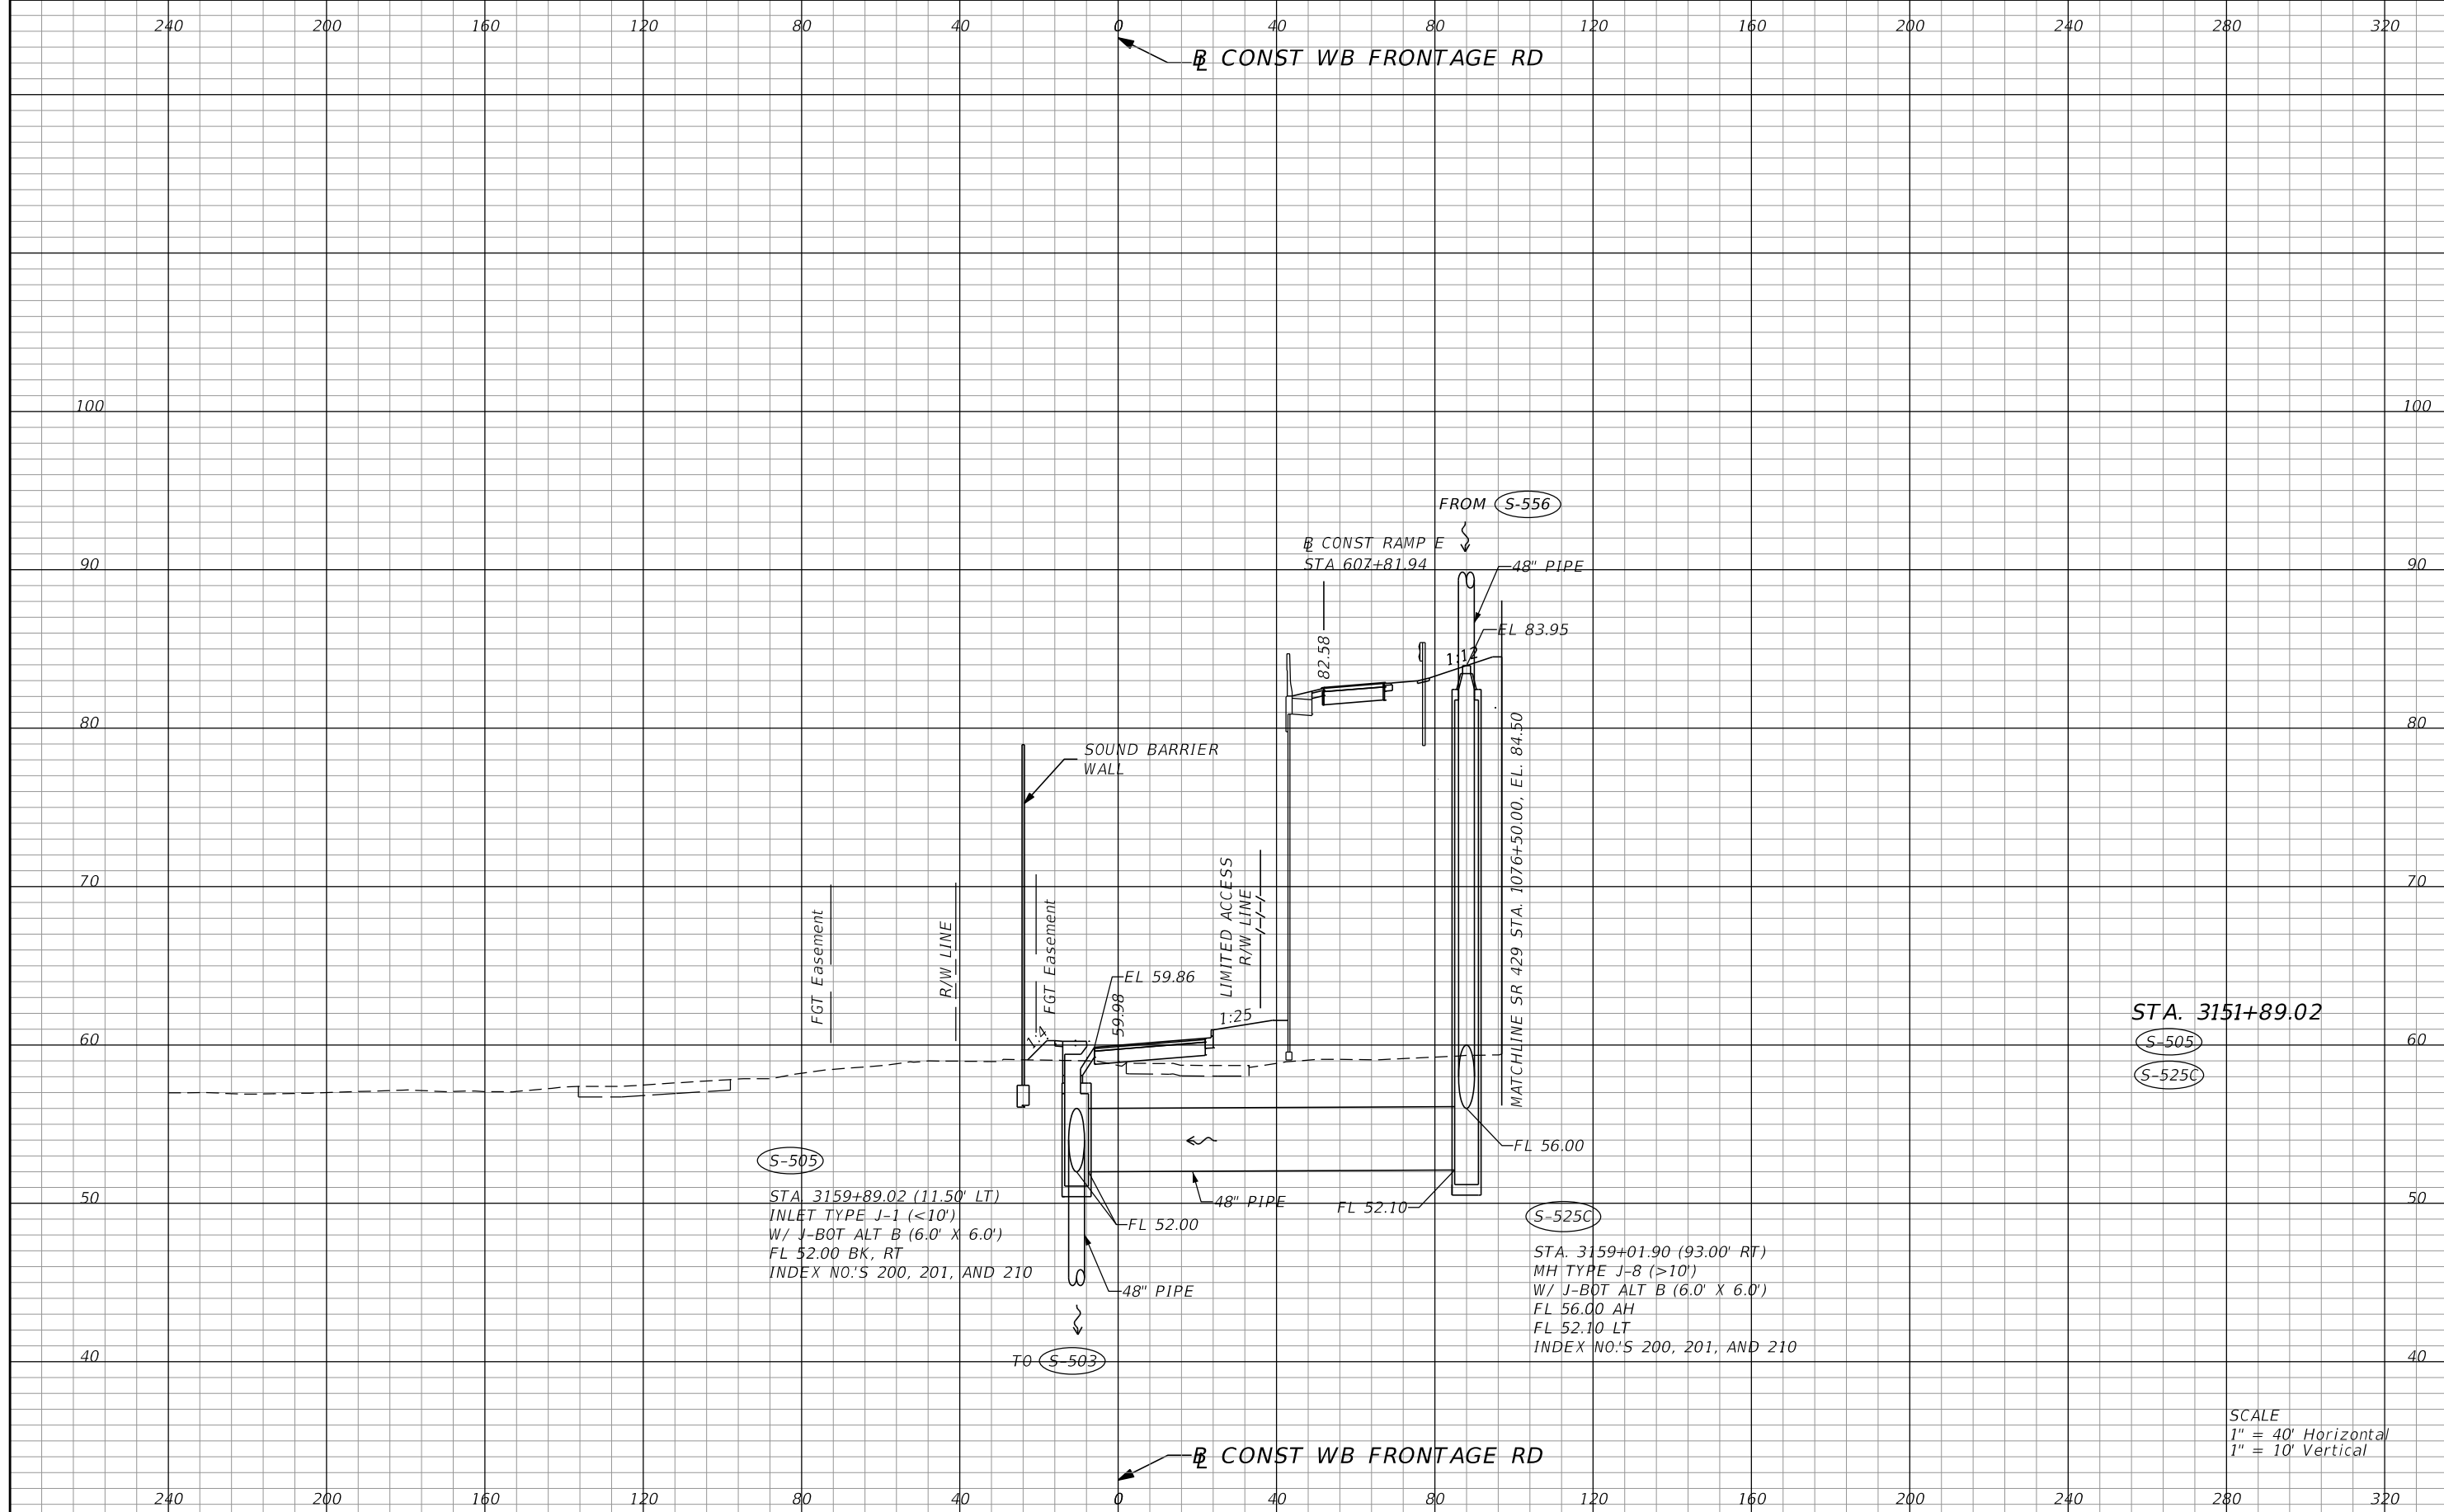 240 200 160 120 80 40 0 40 80 120 160 200 240 280 320
B̲L CONST WB FRONTAGE RD
100 100
FROM S-556
BL CONST RAMP E
STA 607+81.94
90 90
48" PIPE
EL 83.95
1:12
82.58
80 80
SOUND BARRIER
WALL
MATCHLINE SR 429 STA. 1076+50.00, EL. 84.50
70 70
FGT Easement
R/W LINE
FGT Easement
LIMITED ACCESS
R/W LINE
EL 59.86
59.98
1:4
1:25
60 60
STA. 3151+89.02
S-505
S-525C
FL 56.00
S-505
STA. 3159+89.02 (11.50' LT)
INLET TYPE J-1 (<10')
W/ J-BOT ALT B (6.0' X 6.0')
FL 52.00 BK, RT
INDEX NO.'S 200, 201, AND 210
50 50
48" PIPE
FL 52.10
FL 52.00
S-525C
STA. 3159+01.90 (93.00' RT)
MH TYPE J-8 (>10')
W/ J-BOT ALT B (6.0' X 6.0')
FL 56.00 AH
FL 52.10 LT
INDEX NO.'S 200, 201, AND 210
48" PIPE
40 40
TO S-503
SCALE
1" = 40' Horizontal
1" = 10' Vertical
BL CONST WB FRONTAGE RD
240 200 160 120 80 40 0 40 80 120 160 200 240 280 320